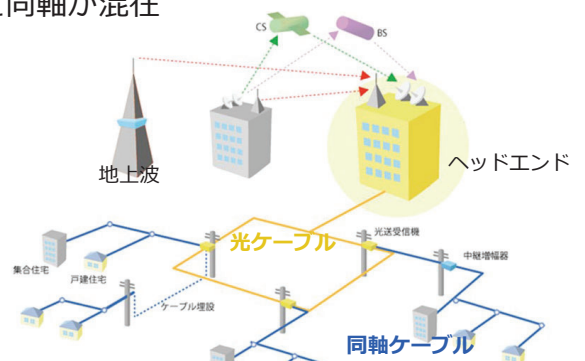 同軸が混在
CS
BS
地上波
ヘッドエンド
光ケーブル
光送受信機
中継増幅器
集合住宅
戸建住宅
ケーブル埋設
同軸ケーブル